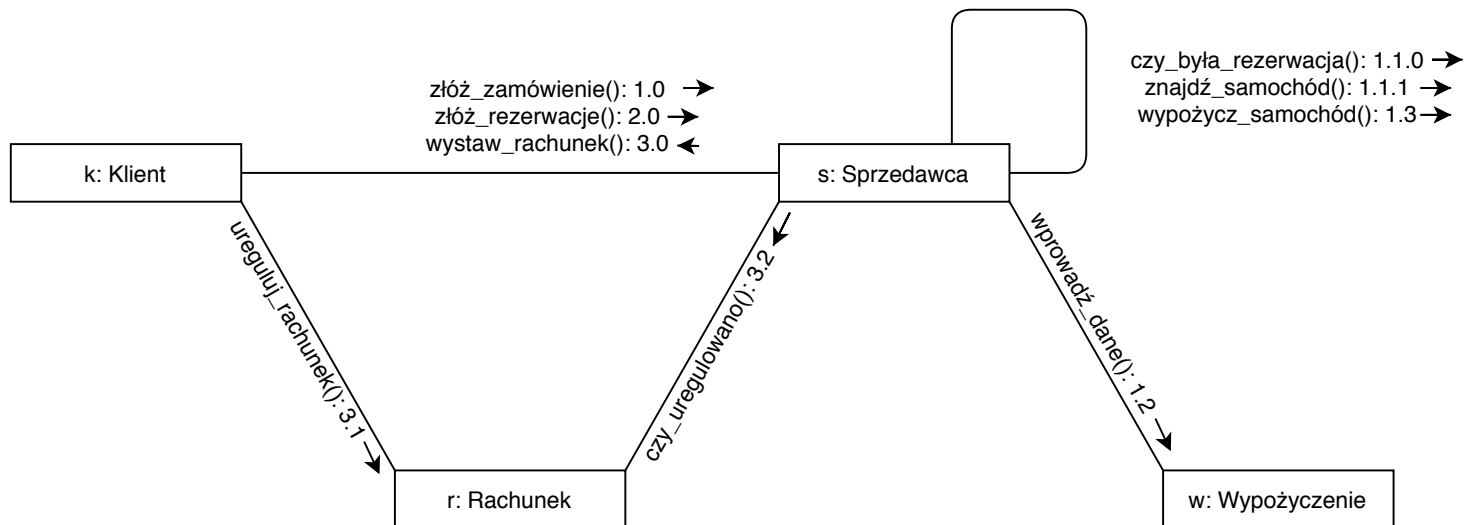 złóż_zamówienie(): 1.0
złóż_rezerwacje(): 2.0
wystaw_rachunek(): 3.0
czy_była_rezerwacja(): 1.1.0
znajdź_samochód(): 1.1.1
wypożycz_samochód(): 1.3
k: Klient
s: Sprzedawca
ureguluj_rachunek(): 3.1
czy_uregulowano(): 3.2
wprowadź_dane(): 1.2
r: Rachunek
w: Wypożyczenie